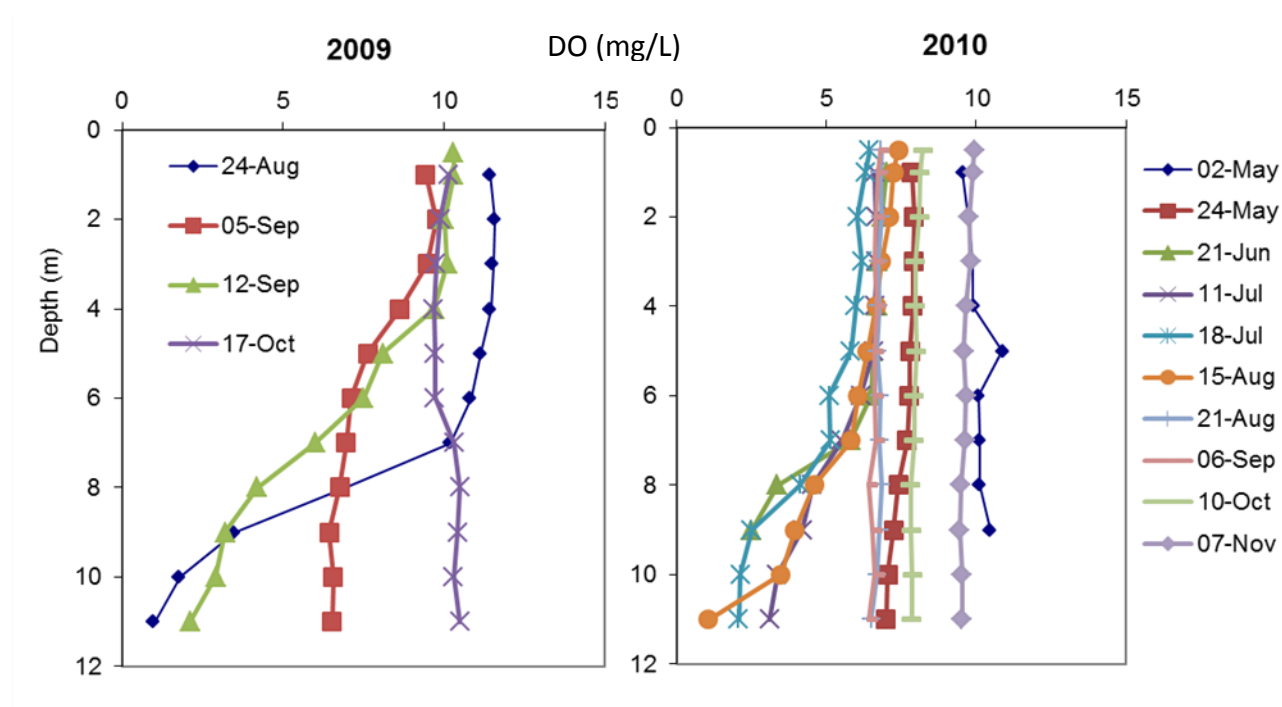 2009
DO (mg/L)
2010
0 5 10 15
0 5 10 15
Depth (m)
0
2
4
6
8
10
12
24-Aug
05-Sep
12-Sep
17-Oct
0
2
4
6
8
10
12
02-May
24-May
21-Jun
11-Jul
18-Jul
15-Aug
21-Aug
06-Sep
10-Oct
07-Nov